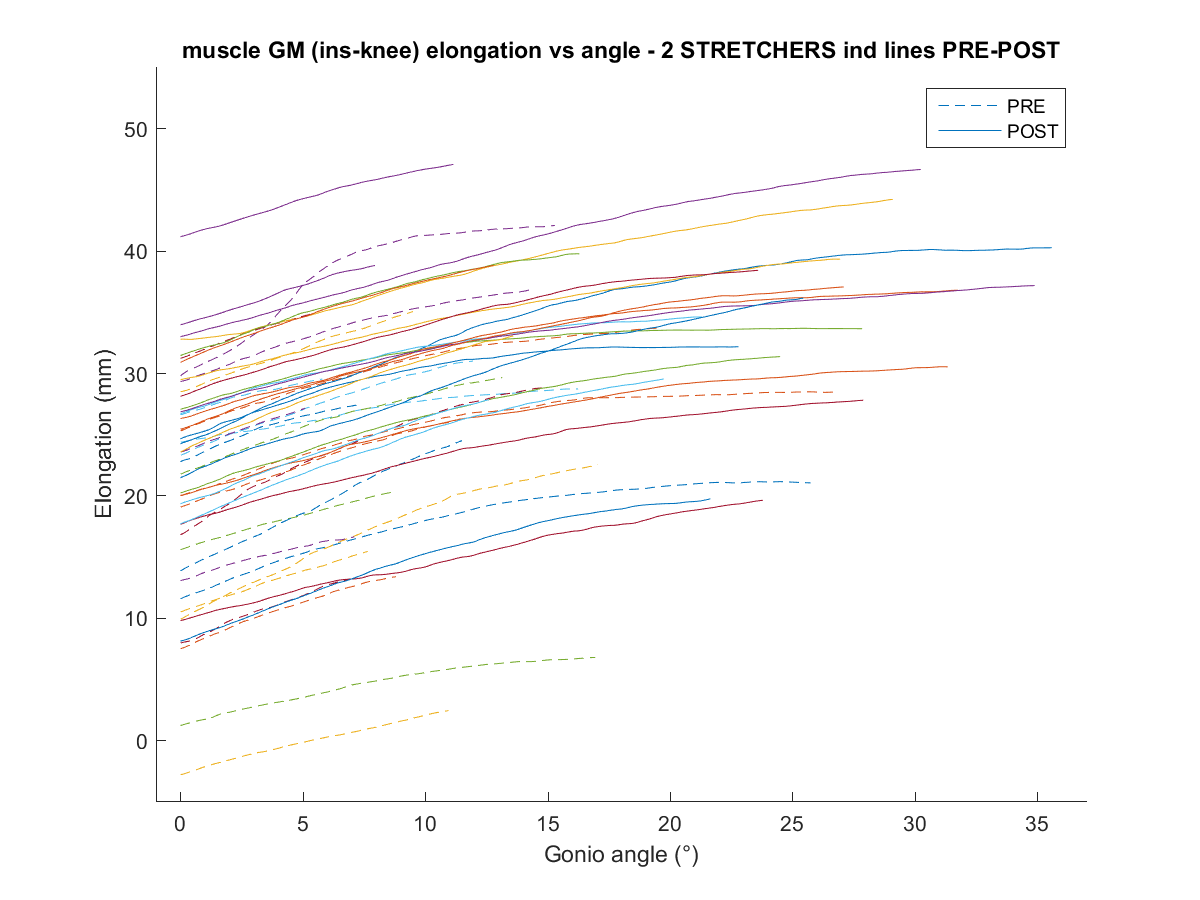 muscle GM (ins-knee) elongation vs angle - 2 STRETCHERS ind lines PRE-POST
PRE
POST
50
40
30
20
10
0
Elongation (mm)
0 5 10 15 20 25 30 35
Gonio angle (°)